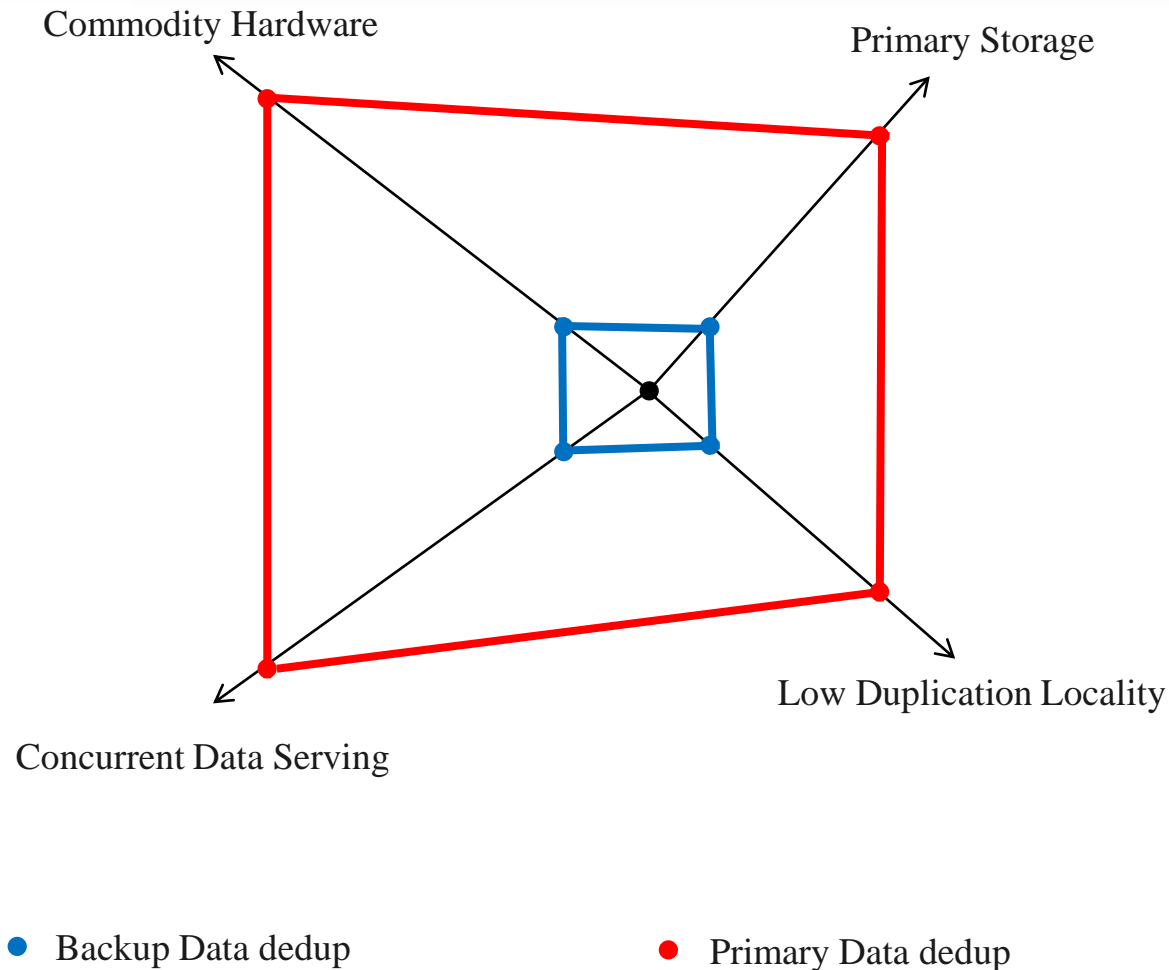 Commodity Hardware
Primary Storage
Low Duplication Locality
Concurrent Data Serving
Backup Data dedup
Primary Data dedup